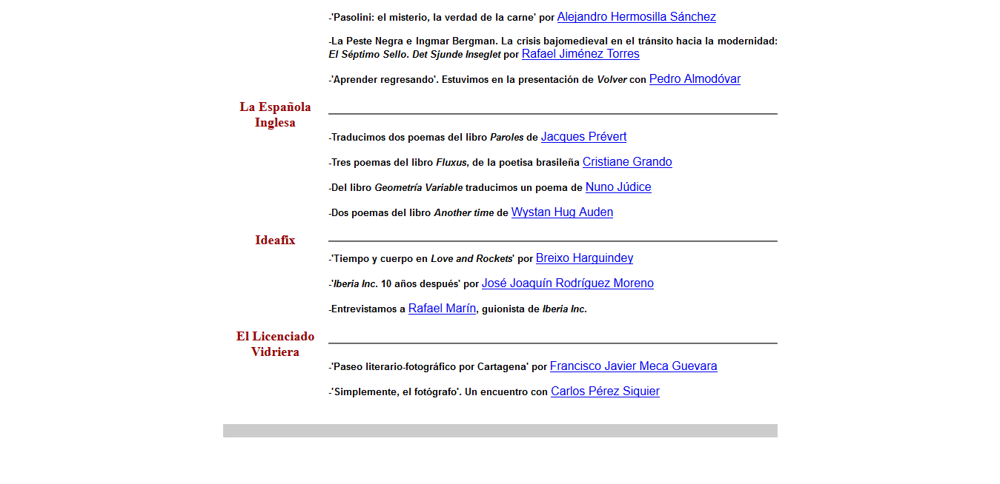 -'Pasolini: el misterio, la verdad de la carne' por Alejandro Hermosilla Sánchez
-La Peste Negra e Ingmar Bergman. La crisis bajomedieval en el tránsito hacia la modernidad:
El Séptimo Sello. Det Sjunde Inseglet por Rafael Jiménez Torres
-'Aprender regresando'. Estuvimos en la presentación de Volver con Pedro Almodóvar
La Española
Inglesa
-Traducimos dos poemas del libro Paroles de Jacques Prévert
-Tres poemas del libro Fluxus, de la poetisa brasileña Cristiane Grando
-Del libro Geometría Variable traducimos un poema de Nuno Júdice
-Dos poemas del libro Another time de Wystan Hug Auden
Ideafix
-'Tiempo y cuerpo en Love and Rockets' por Breixo Harguindey
-'Iberia Inc. 10 años después' por José Joaquín Rodríguez Moreno
-Entrevistamos a Rafael Marín, guionista de Iberia Inc.
El Licenciado
Vidriera
-'Paseo literario-fotográfico por Cartagena' por Francisco Javier Meca Guevara
-'Simplemente, el fotógrafo'. Un encuentro con Carlos Pérez Siquier